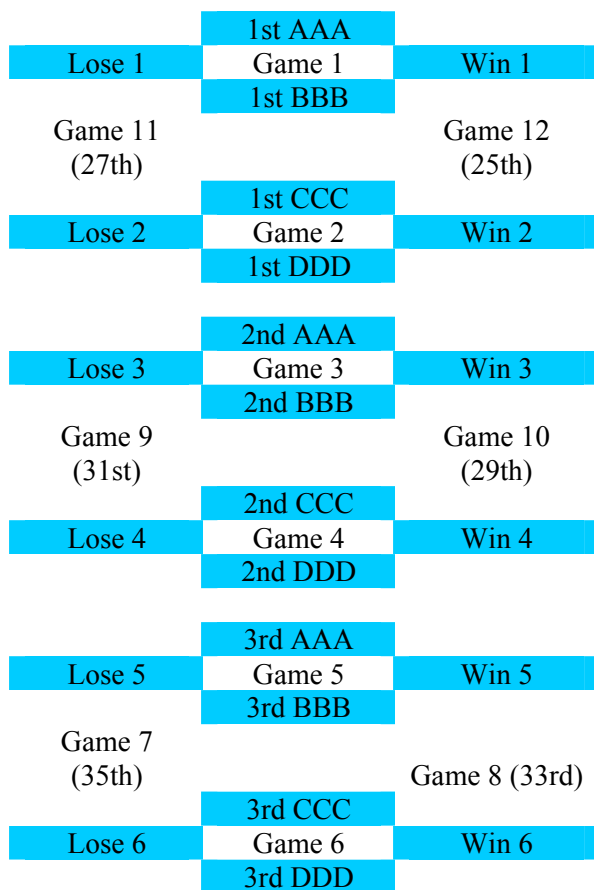 1st AAA
Lose 1 Game 1 Win 1
1st BBB
Game 11 Game 12
(27th) (25th)
1st CCC
Lose 2 Game 2 Win 2
1st DDD
2nd AAA
Lose 3 Game 3 Win 3
2nd BBB
Game 9 Game 10
(31st) (29th)
2nd CCC
Lose 4 Game 4 Win 4
2nd DDD
3rd AAA
Lose 5 Game 5 Win 5
3rd BBB
Game 7
(35th) Game 8 (33rd)
3rd CCC
Lose 6 Game 6 Win 6
3rd DDD